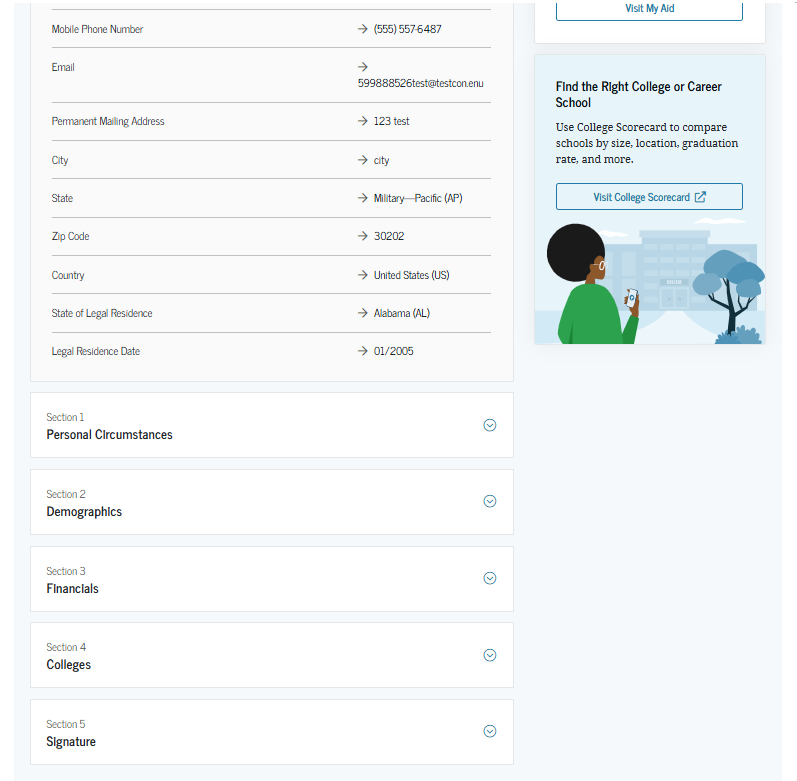 Mobile Phone Number → (555) 557-6487
Email →
599888526test@testcon.enu
Permanent Mailing Address → 123 test
City → city
State → Military—Pacific (AP)
Zip Code → 30202
Country → United States (US)
State of Legal Residence → Alabama (AL)
Legal Residence Date → 01/2005
Section 1
Personal Circumstances
Section 2
Demographics
Section 3
Financials
Section 4
Colleges
Section 5
Signature
Visit My Aid
Find the Right College or Career
School
Use College Scorecard to compare
schools by size, location, graduation
rate, and more.
Visit College Scorecard